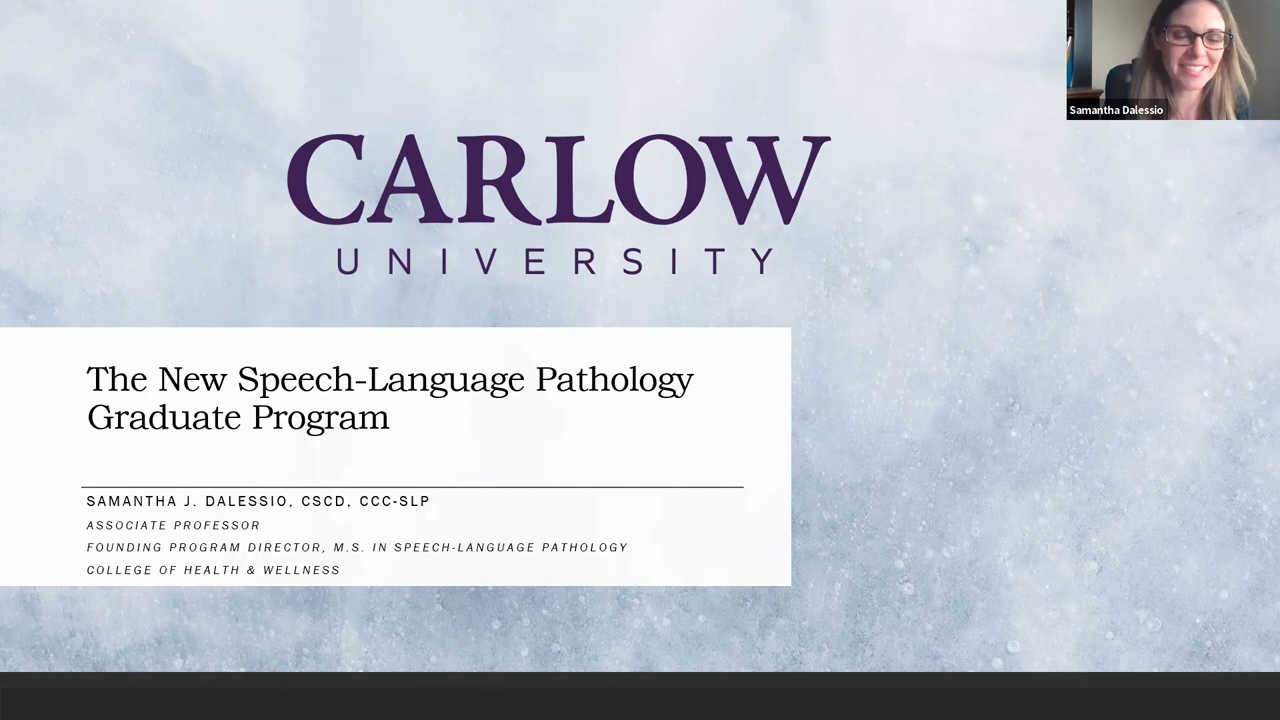 Samantha Dalessio
CARLOW
UNIVERSITY
The New Speech-Language Pathology
Graduate Program
SAMANTHA J. DALESSIO, CSCD, CCC-SLP
ASSOCIATE PROFESSOR
FOUNDING PROGRAM DIRECTOR, M.S. IN SPEECH-LANGUAGE PATHOLOGY
COLLEGE OF HEALTH & WELLNESS